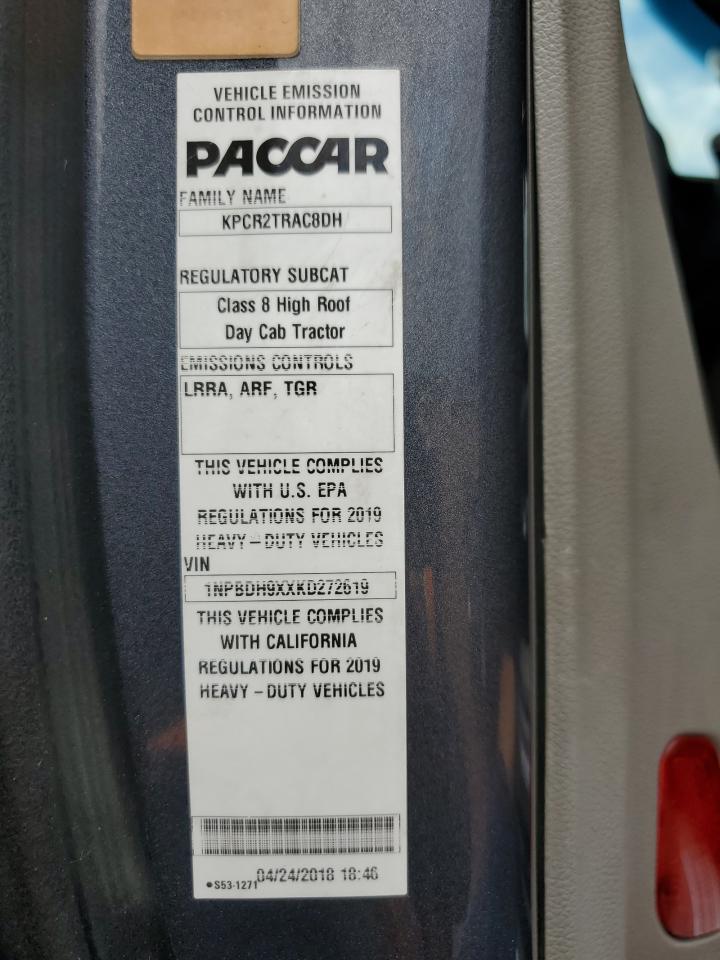 VEHICLE EMISSION
CONTROL INFORMATION
PACCAR
FAMILY NAME
KPCR2TRAC8DH
REGULATORY SUBCAT
Class 8 High Roof
Day Cab Tractor
EMISSIONS CONTROLS
LRRA, ARF, TGR
THIS VEHICLE COMPLIES
WITH U.S. EPA
REGULATIONS FOR 2019
HEAVY-DUTY VEHICLES
VIN
1NPBDH9XXKD272619
THIS VEHICLE COMPLIES
WITH CALIFORNIA
REGULATIONS FOR 2019
HEAVY-DUTY VEHICLES
04/24/2018 18:46
•S53-1271